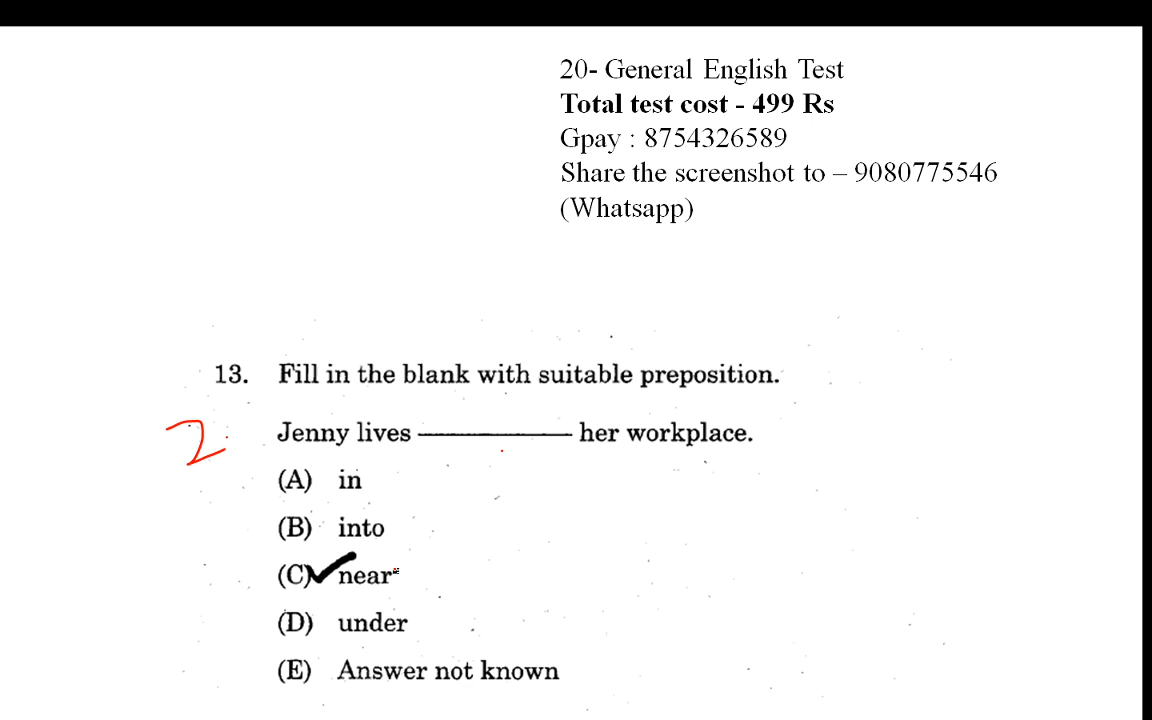 20- General English Test
Total test cost - 499 Rs
Gpay : 8754326589
Share the screenshot to – 9080775546
(Whatsapp)
13. Fill in the blank with suitable preposition.
2 Jenny lives ____________ her workplace.
(A) in
(B) into
(C) near
(D) under
(E) Answer not known